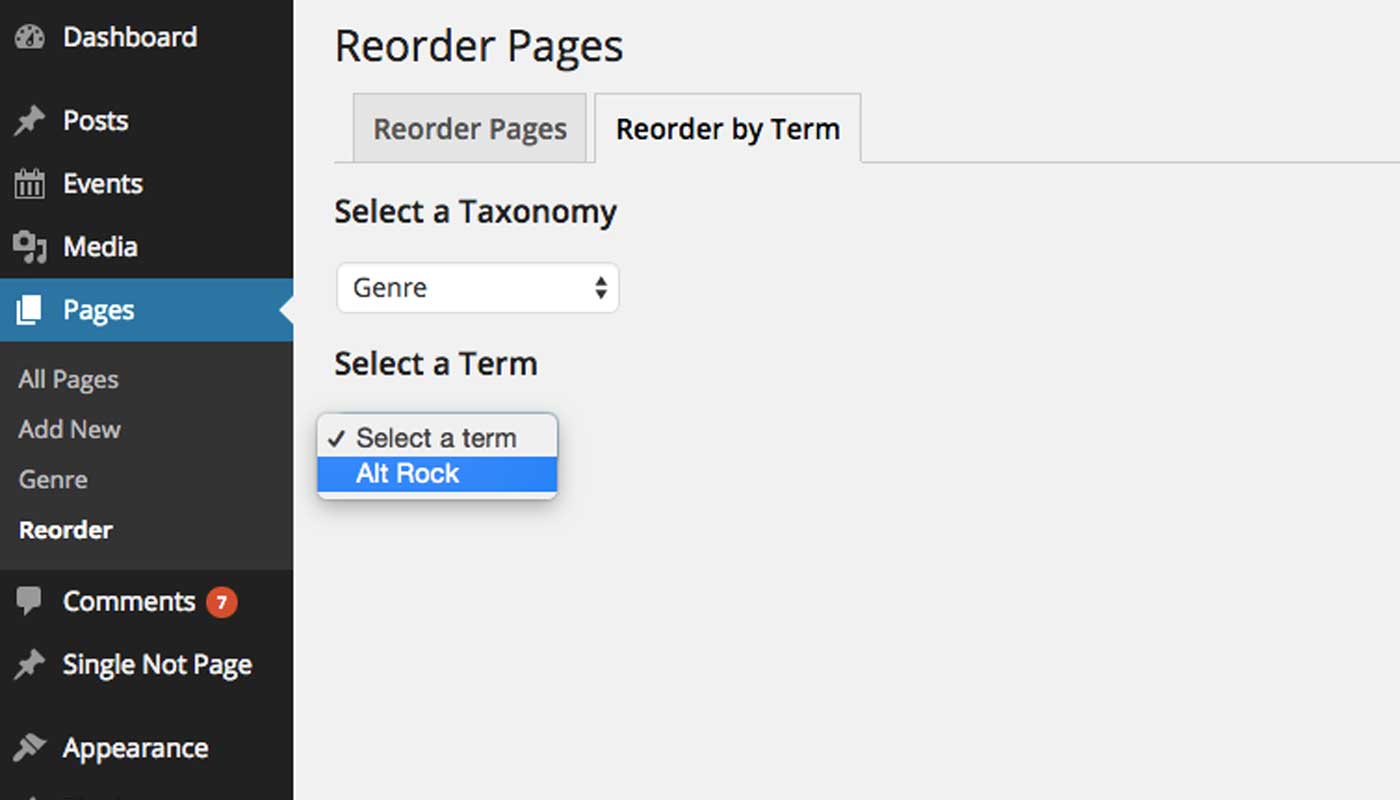 Dashboard
Posts
Events
Media
Pages
All Pages
Add New
Genre
Reorder
Comments 7
Single Not Page
Appearance
Reorder Pages
Reorder Pages
Reorder by Term
Select a Taxonomy
Genre
Select a Term
✓ Select a term
Alt Rock